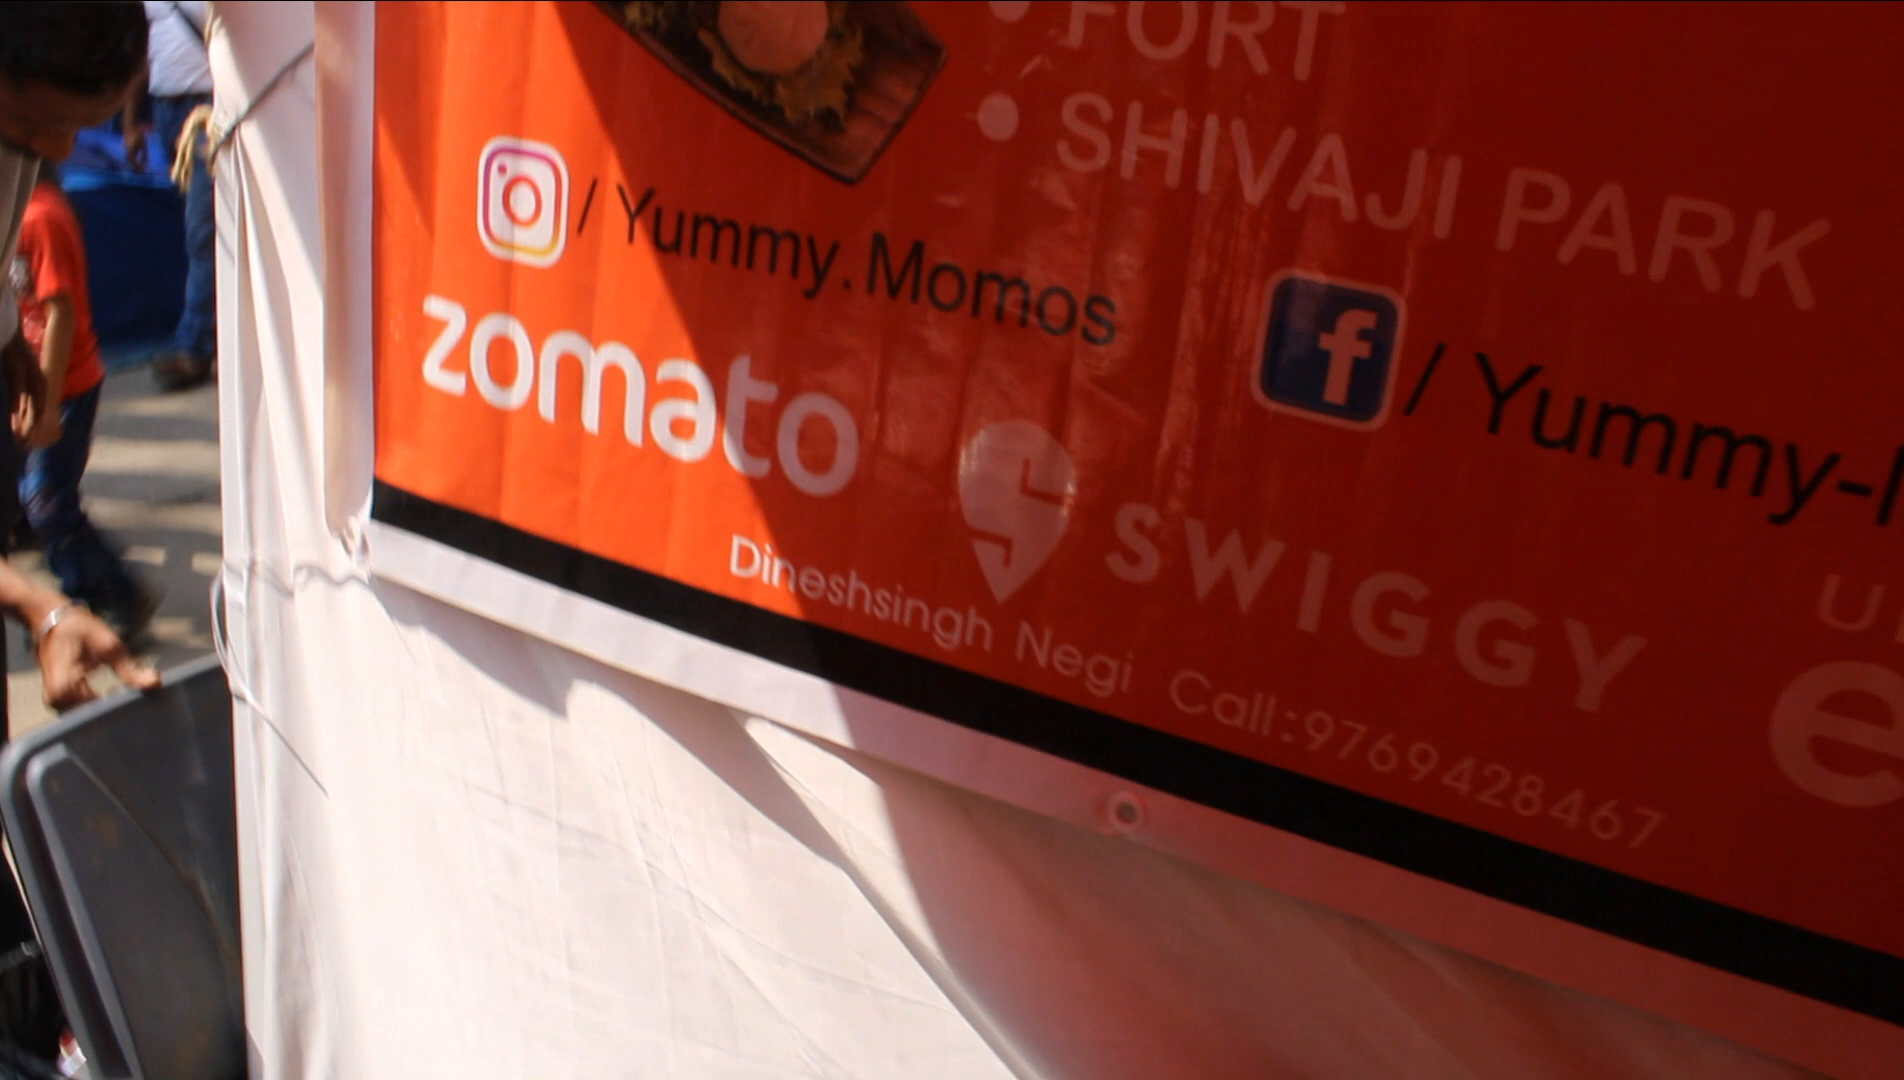 • FORT
• SHIVAJI PARK
/ Yummy.Momos
f / Yummy-
zomato
SWIGGY
Dineshsingh Negi Call:9769428467